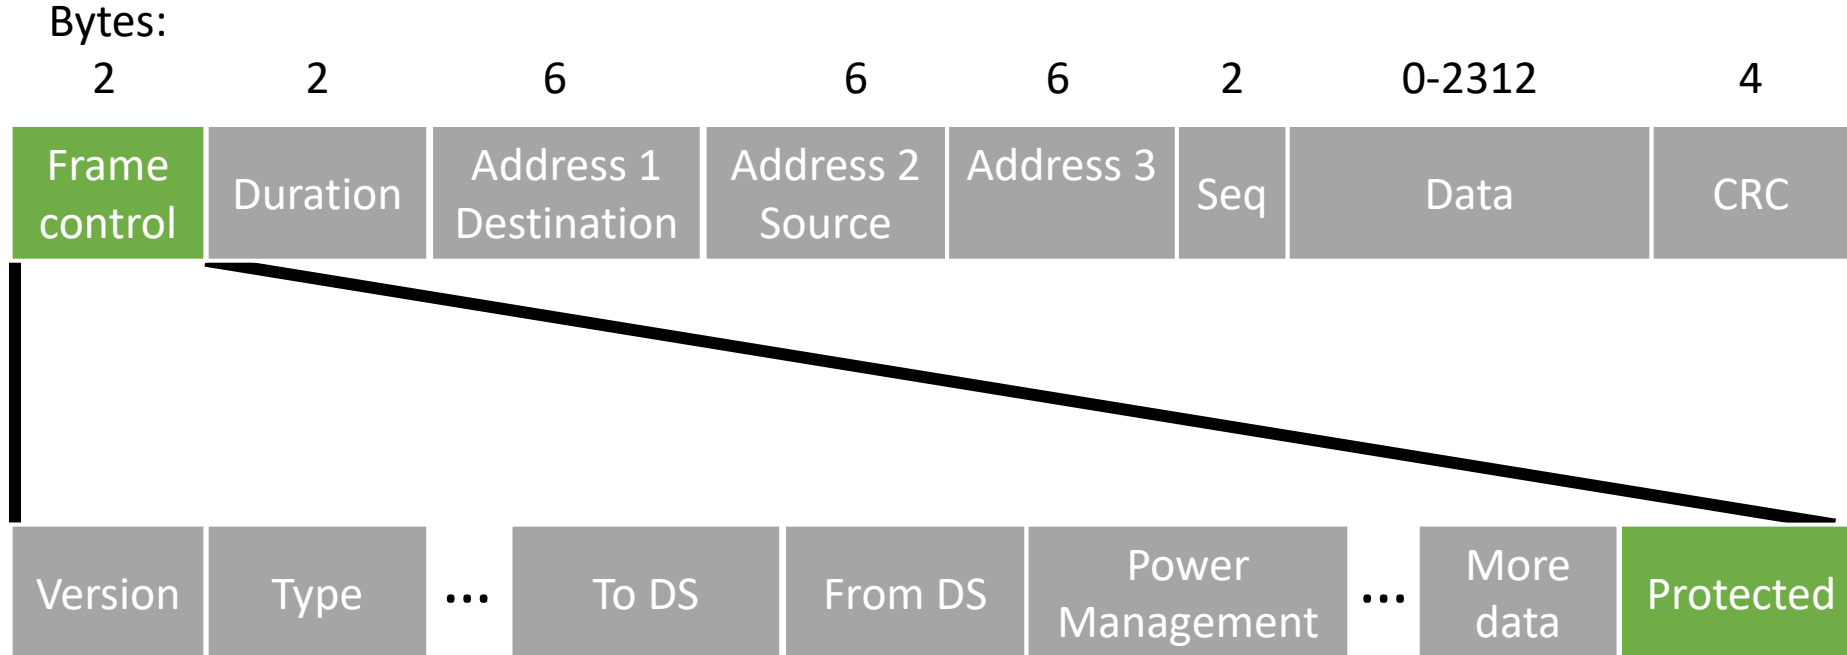 Bytes:
2 2 6 6 6 2 0-2312 4
Frame control Duration Address 1 Destination Address 2 Source Address 3 Seq Data CRC
Version Type ... To DS From DS Power Management ... More data Protected